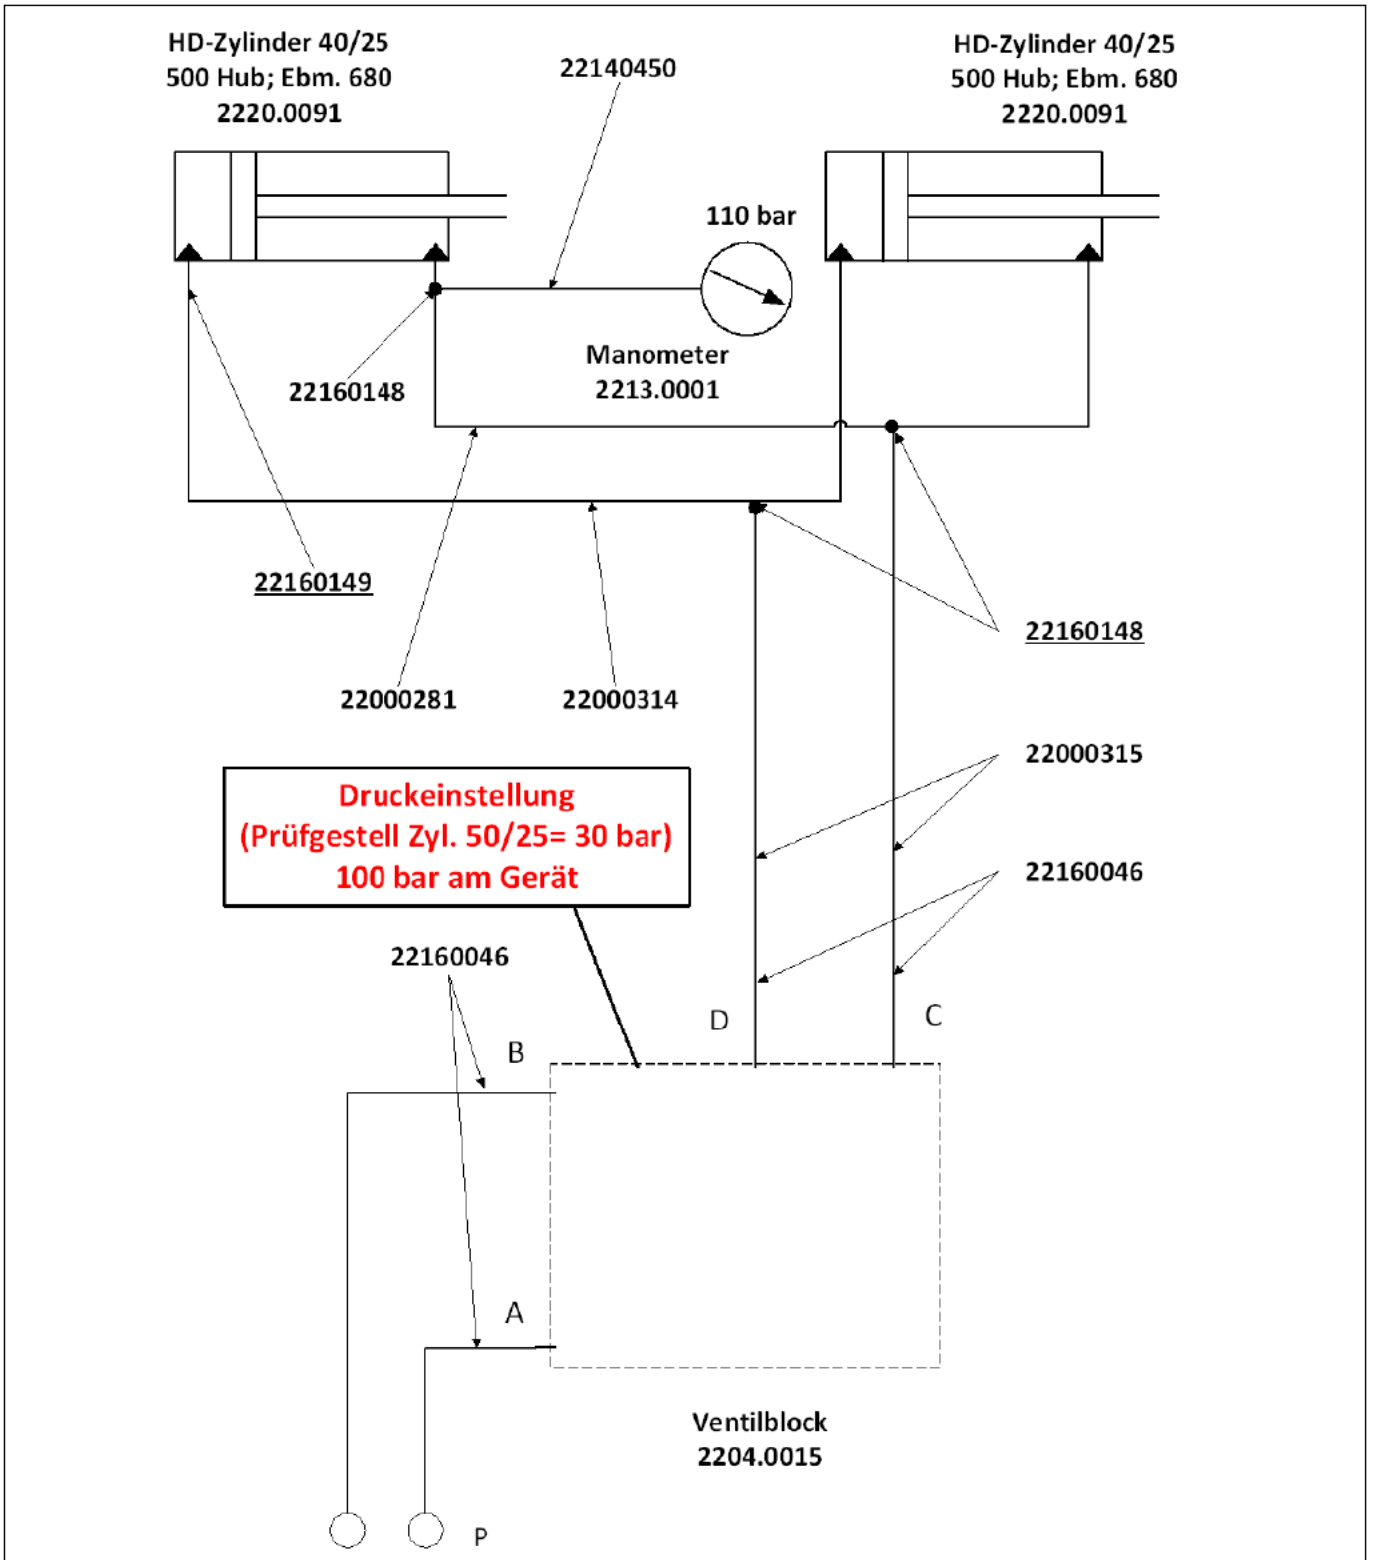 HD-Zylinder 40/25
500 Hub; Ebm. 680
2220.0091
22140450
HD-Zylinder 40/25
500 Hub; Ebm. 680
2220.0091
110 bar
Manometer
2213.0001
22160148
22160149
22160148
22000281
22000314
22000315
Druckeinstellung
(Prüfgestell Zyl. 50/25= 30 bar)
100 bar am Gerät
22160046
22160046
D
C
B
A
Ventilblock
2204.0015
P